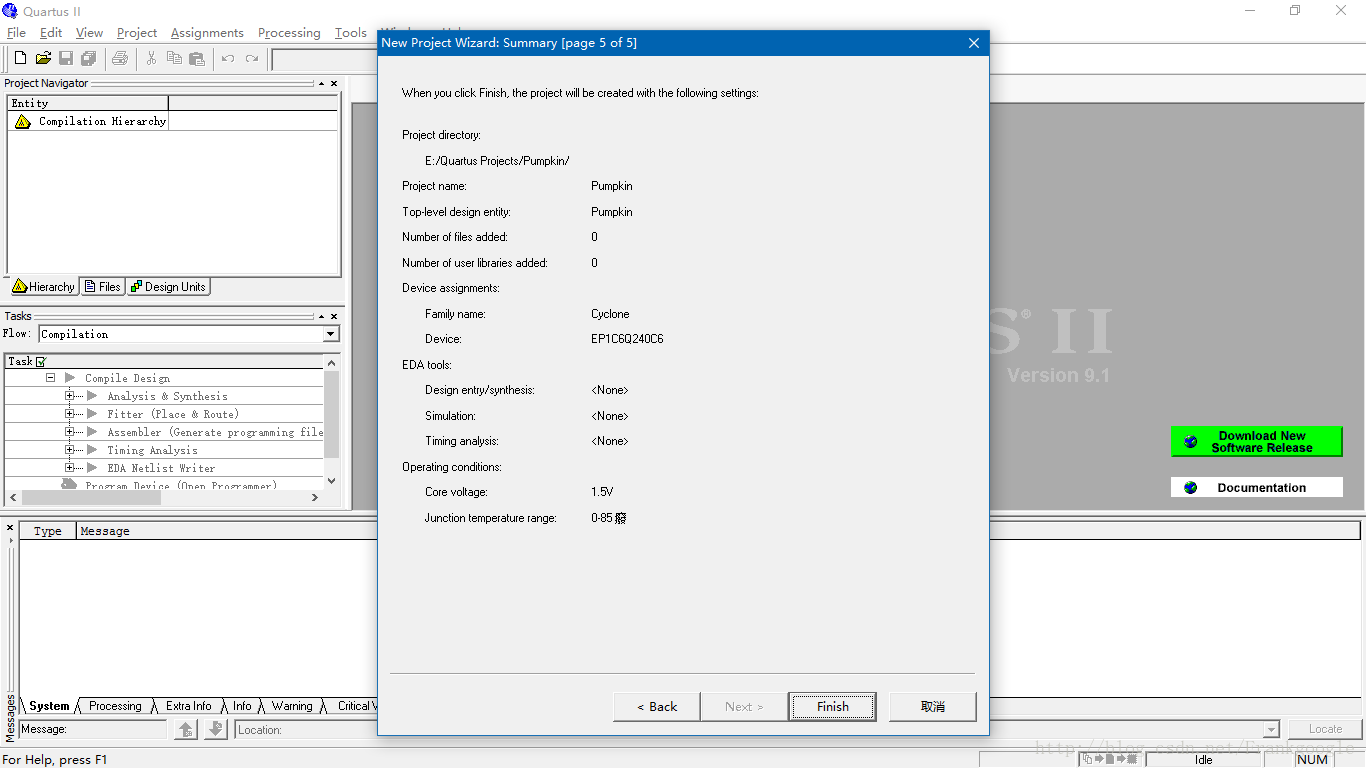 Quartus II
File Edit View Project Assignments Processing Tools
New Project Wizard: Summary [page 5 of 5]
When you click Finish, the project will be created with the following settings:
Project directory:
E:/Quartus Projects/Pumpkin/
Project name: Pumpkin
Top-level design entity: Pumpkin
Number of files added: 0
Number of user libraries added: 0
Device assignments:
Family name: Cyclone
Device: EP1C6Q240C6
EDA tools:
Design entry/synthesis: <None>
Simulation: <None>
Timing analysis: <None>
Operating conditions:
Core voltage: 1.5V
Junction temperature range: 0-85
< Back Next > Finish 取消
Project Navigator
Entity
Compilation Hierarchy
Hierarchy Files Design Units
Tasks
Flow: Compilation
Task
Compile Design
Analysis & Synthesis
Fitter (Place & Route)
Assembler (Generate programming file
Timing Analysis
EDA Netlist Writer
Program Device (Open Programmer)
S® II
Version 9.1
Download New
Software Release
Documentation
Type Message
Messages
System Processing Extra Info Info Warning Critical
Message: Location: Locate
http://blog.csdn.net/Frankgoogle
For Help, press F1 Idle NUM